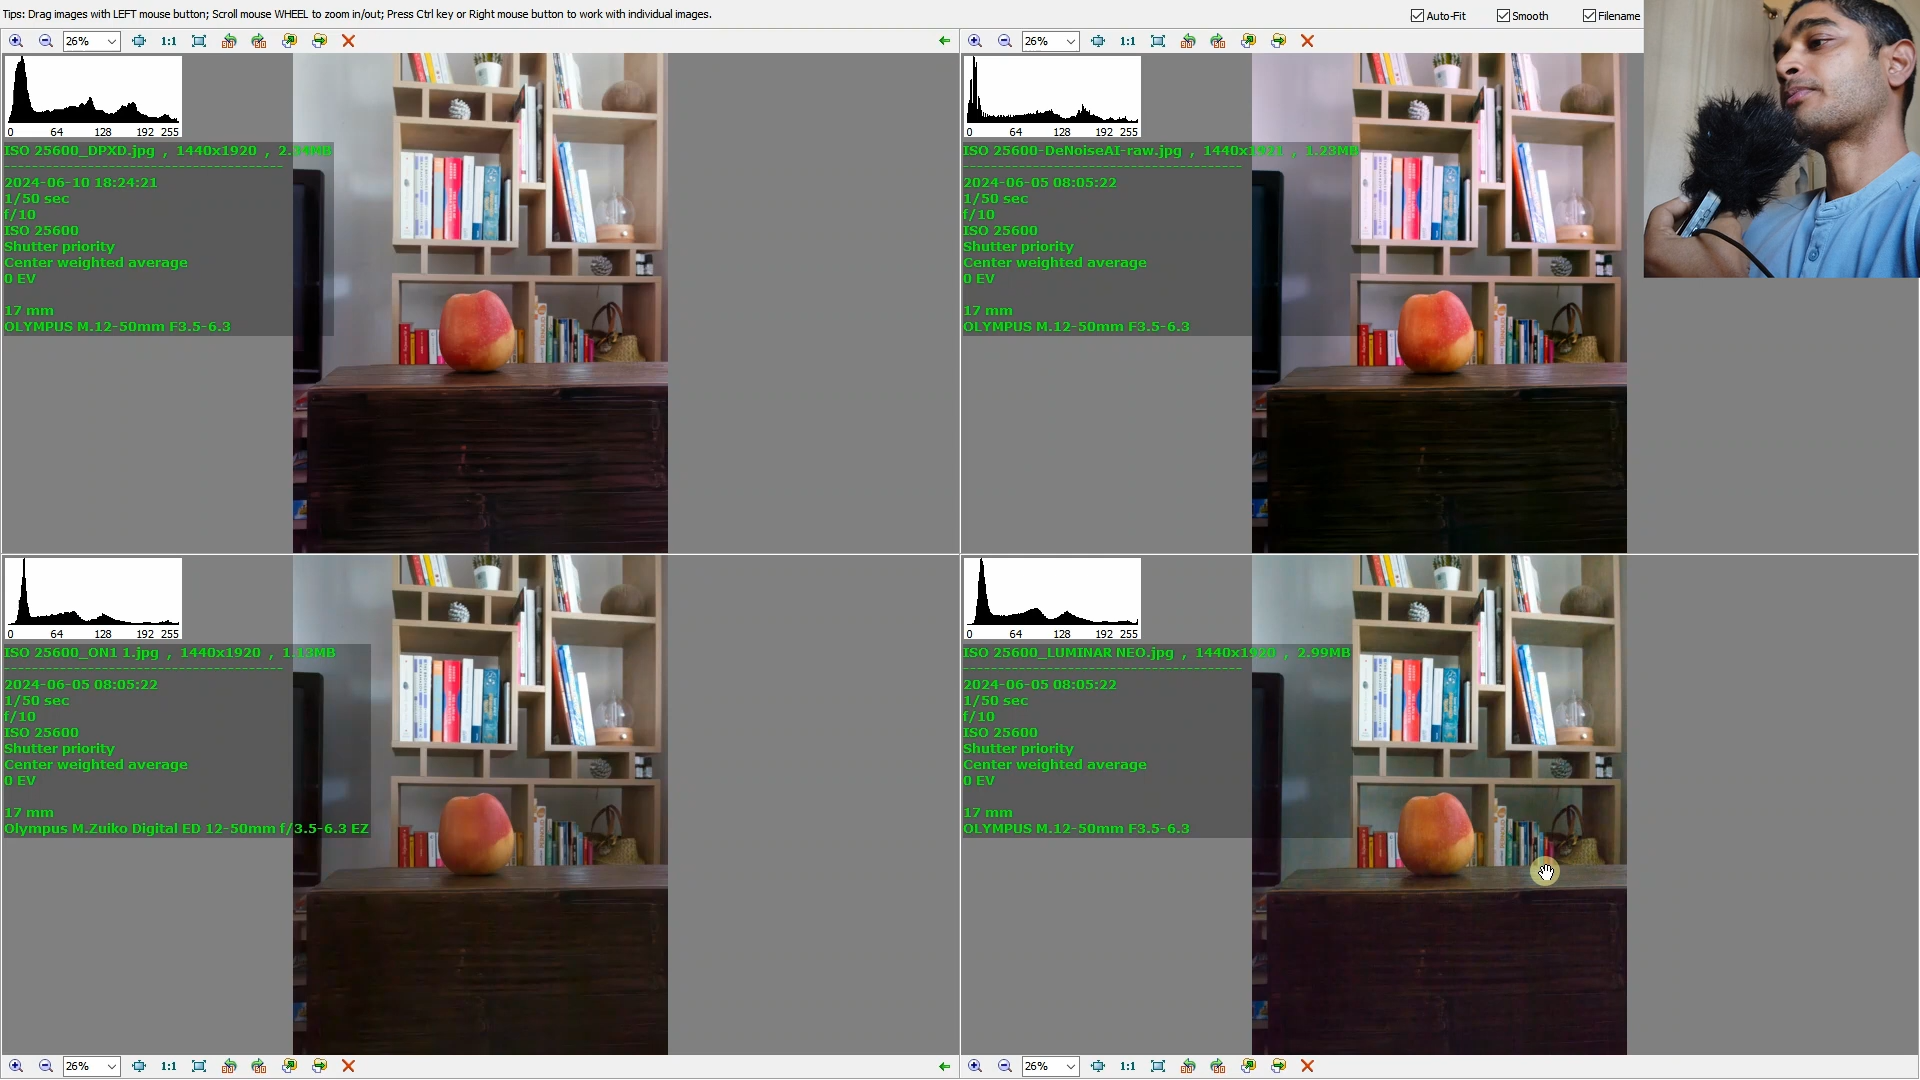 Tips: Drag images with LEFT mouse button; Scroll mouse WHEEL to zoom in/out; Press Ctrl key or Right mouse button to work with individual images.
Auto-Fit Smooth Filename
26% 1:1
0 64 128 192 255
ISO 25600_DPXD.jpg , 1440x1920 , 2.34MB
2024-06-10 18:24:21
1/50 sec
f/10
ISO 25600
Shutter priority
Center weighted average
0 EV
17 mm
OLYMPUS M.12-50mm F3.5-6.3
26% 1:1
0 64 128 192 255
ISO 25600-DeNoiseAI-raw.jpg , 1440x1921 , 1.23MB
2024-06-05 08:05:22
1/50 sec
f/10
ISO 25600
Shutter priority
Center weighted average
0 EV
17 mm
OLYMPUS M.12-50mm F3.5-6.3
0 64 128 192 255
ISO 25600_ON1 1.jpg , 1440x1920 , 1.13MB
2024-06-05 08:05:22
1/50 sec
f/10
ISO 25600
Shutter priority
Center weighted average
0 EV
17 mm
Olympus M.Zuiko Digital ED 12-50mm f/3.5-6.3 EZ
26% 1:1
0 64 128 192 255
ISO 25600_LUMINAR NEO.jpg , 1440x1920 , 2.99MB
2024-06-05 08:05:22
1/50 sec
f/10
ISO 25600
Shutter priority
Center weighted average
0 EV
17 mm
OLYMPUS M.12-50mm F3.5-6.3
26% 1:1